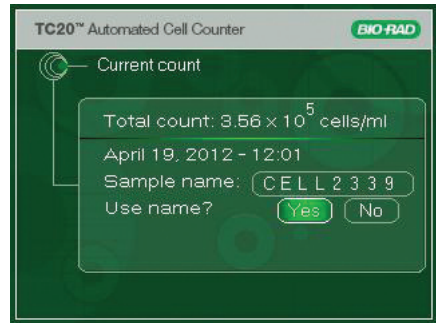 TC20™ Automated Cell Counter BIO-RAD
Current count
Total count: 3.56 x 10⁵ cells/ml
April 19, 2012 - 12:01
Sample name: CELL2339
Use name? Yes No